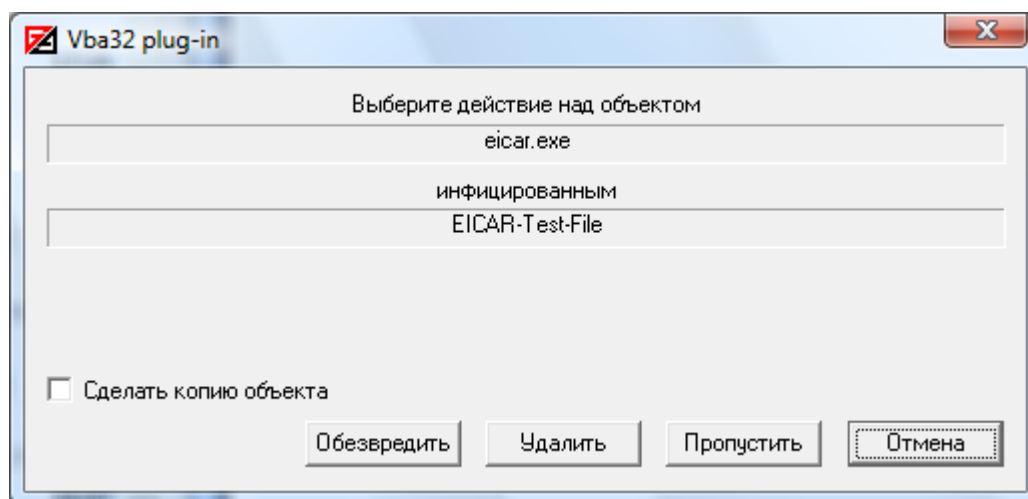 Vba32 plug-in
Выберите действие над объектом
eicar.exe
инфицированным
EICAR-Test-File
Сделать копию объекта
Обезвредить Удалить Пропустить Отмена